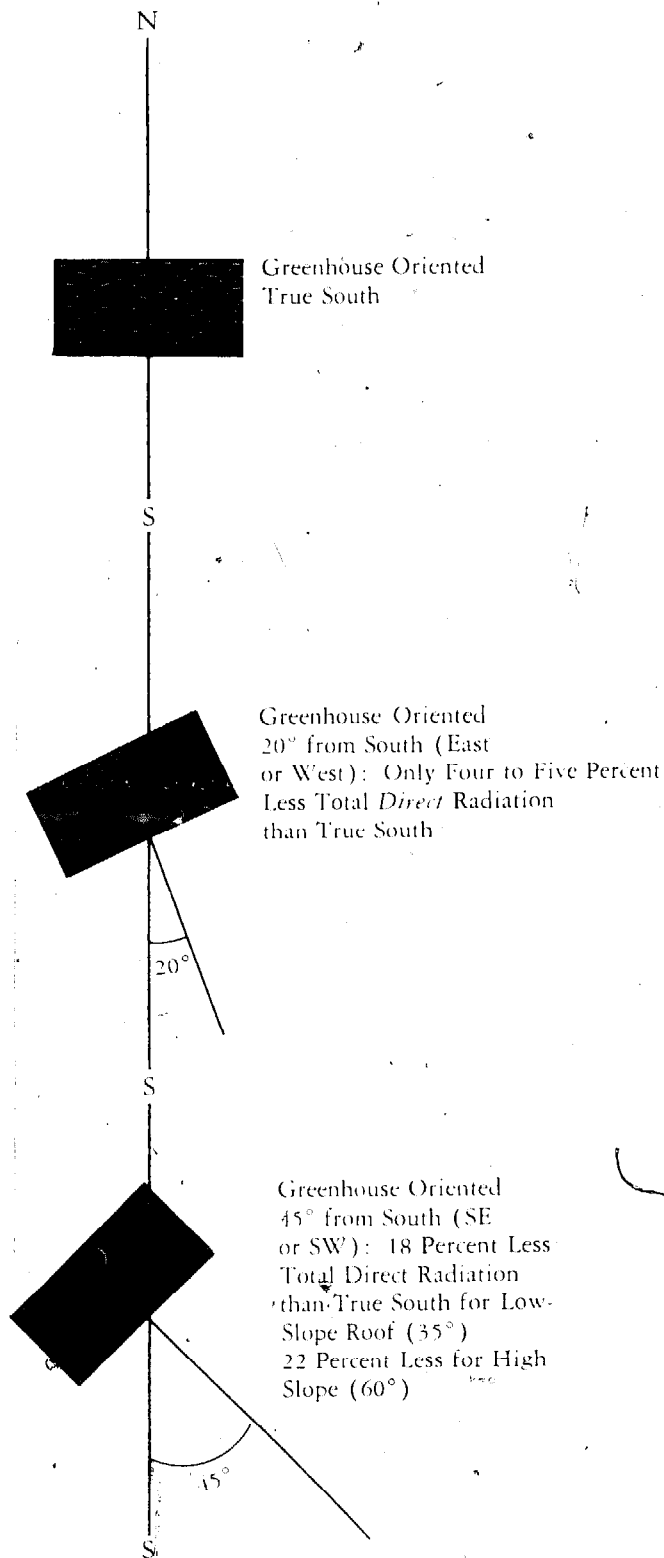 N
Greenhouse Oriented
True South
S
Greenhouse Oriented
20° from South (East
or West): Only Four to Five Percent
Less Total Direct Radiation
than True South
20°
S
Greenhouse Oriented
45° from South (SE
or SW): 18 Percent Less
Total Direct Radiation
than True South for Low-
Slope Roof (35°)
22 Percent Less for High
Slope (60°)
45°
S